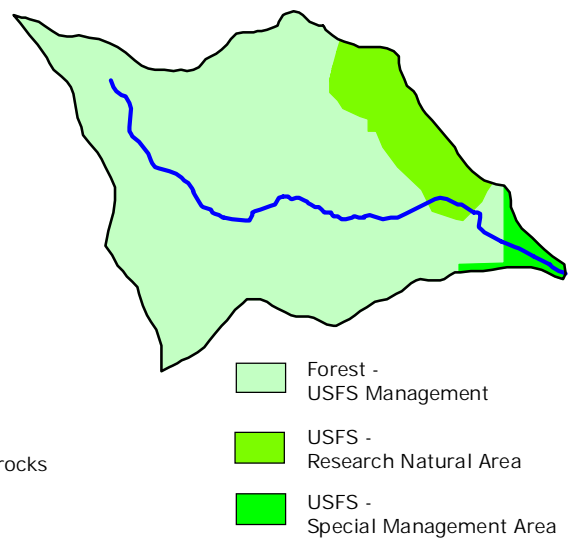 Forest -
USFS Management
USFS -
Research Natural Area
rocks
USFS -
Special Management Area